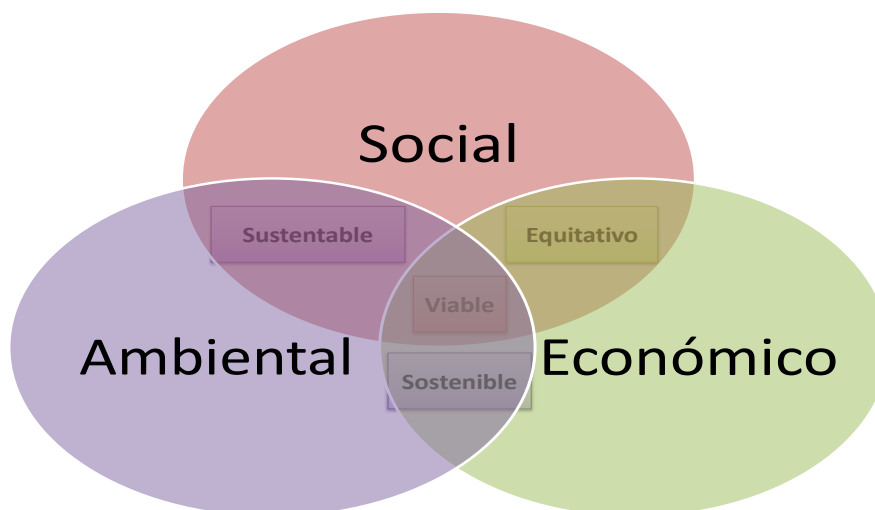 Social
Sustentable
Equitativo
Viable
Ambiental
Económico
Sostenible